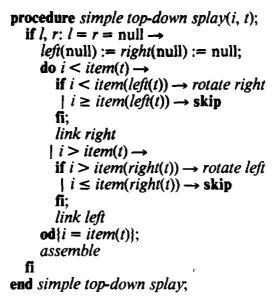 procedure simple top-down splay(i, t);
if l, r: l = r = null →
left(null) := right(null) := null;
do i < item(t) →
if i < item(left(t)) → rotate right
| i ≥ item(left(t)) → skip
fi;
link right
| i > item(t) →
if i > item(right(t)) → rotate left
| i ≤ item(right(t)) → skip
fi;
link left
od{i = item(t)};
assemble
fi
end simple top-down splay;